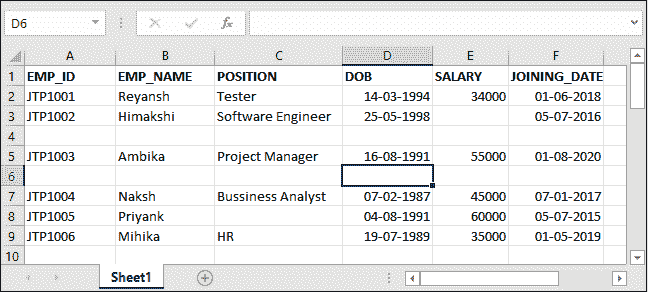 D6 fx
A B C D E F
1 EMP_ID EMP_NAME POSITION DOB SALARY JOINING_DATE
2 JTP1001 Reyansh Tester 14-03-1994 34000 01-06-2018
3 JTP1002 Himakshi Software Engineer 25-05-1998 05-07-2016
4
5 JTP1003 Ambika Project Manager 16-08-1991 55000 01-08-2020
6
7 JTP1004 Naksh Bussiness Analyst 07-02-1987 45000 07-01-2017
8 JTP1005 Priyank 04-08-1991 60000 05-07-2015
9 JTP1006 Mihika HR 19-07-1989 35000 01-05-2019
10
Sheet1